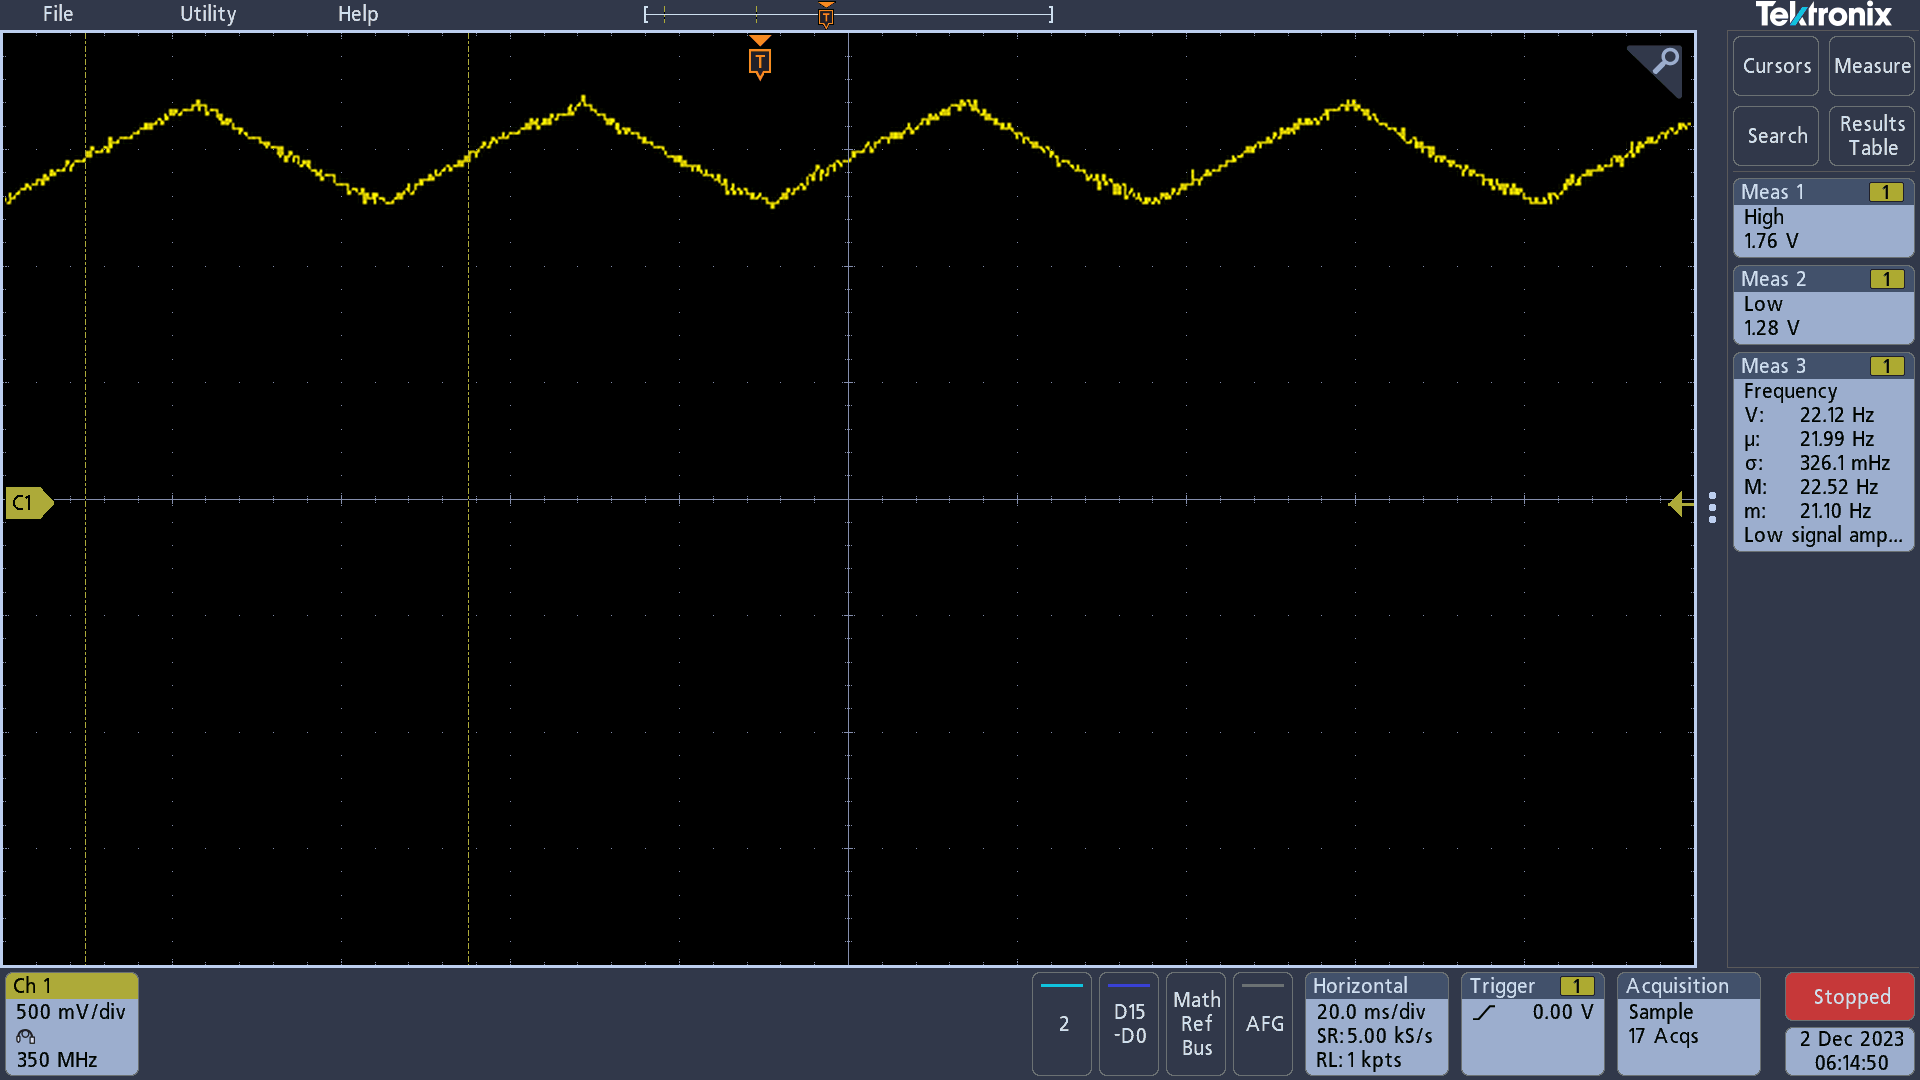 File Utility Help
T
Tektronix
T
Cursors Measure
Search Results Table
Meas 1 1
High
1.76 V
Meas 2 1
Low
1.28 V
Meas 3 1
Frequency
V: 22.12 Hz
µ: 21.99 Hz
σ: 326.1 mHz
M: 22.52 Hz
m: 21.10 Hz
Low signal amp...
C1
Ch 1
500 mV/div
350 MHz
2
D15
-D0
Math
Ref
Bus
AFG
Horizontal
20.0 ms/div
SR: 5.00 kS/s
RL: 1 kpts
Trigger 1
0.00 V
Acquisition
Sample
17 Acqs
Stopped
2 Dec 2023
06:14:50